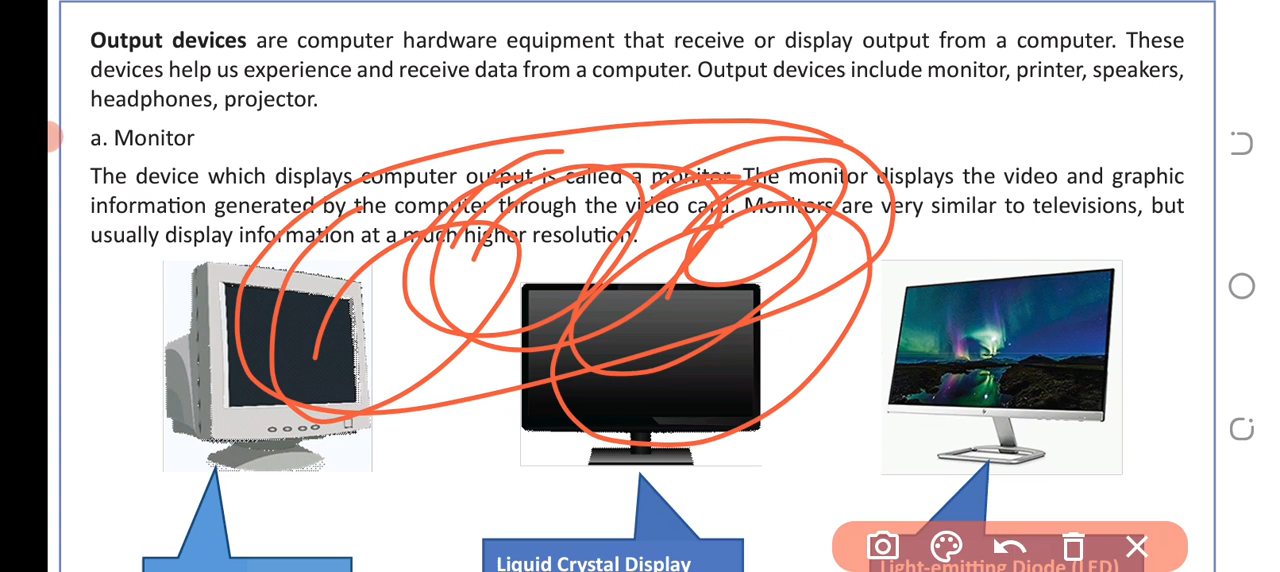 Output devices are computer hardware equipment that receive or display output from a computer. These
devices help us experience and receive data from a computer. Output devices include monitor, printer, speakers,
headphones, projector.
a. Monitor
The device which displays computer output is called a monitor. The monitor displays the video and graphic
information generated by the computer through the video card. Monitors are very similar to televisions, but
usually display information at a much higher resolution.
Liquid Crystal Display
Light-emitting Diode (LED)